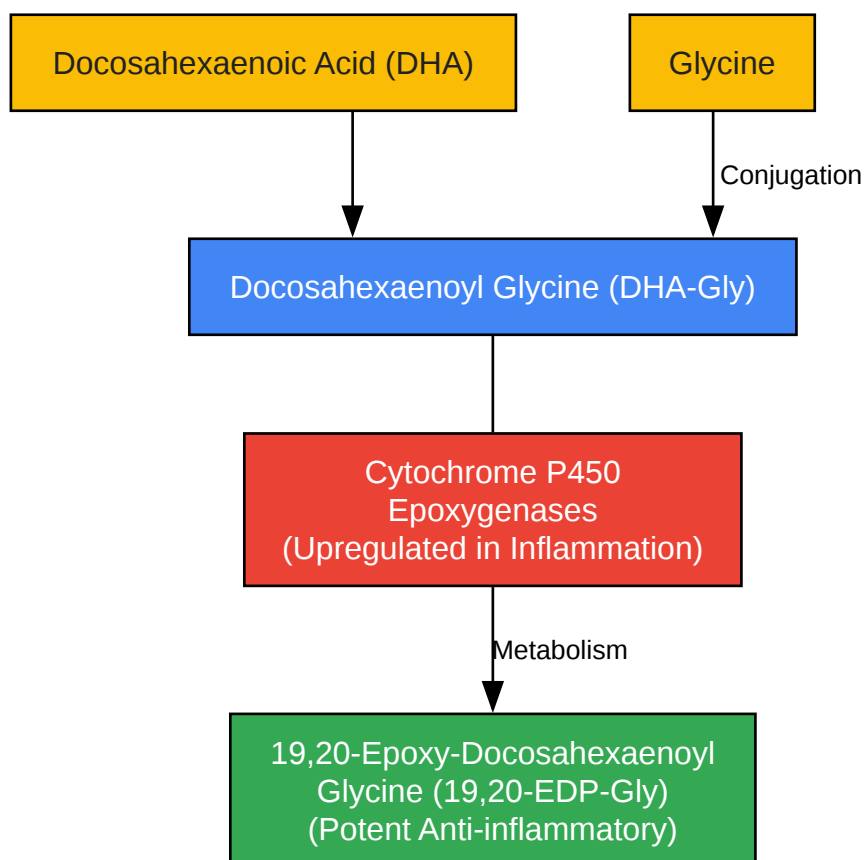 Docosahexaenoic Acid (DHA)
Glycine
Conjugation
Docosahexaenoyl Glycine (DHA-Gly)
Cytochrome P450
Epoxygenases
(Upregulated in Inflammation)
Metabolism
19,20-Epoxy-Docosahexaenoyl
Glycine (19,20-EDP-Gly)
(Potent Anti-inflammatory)